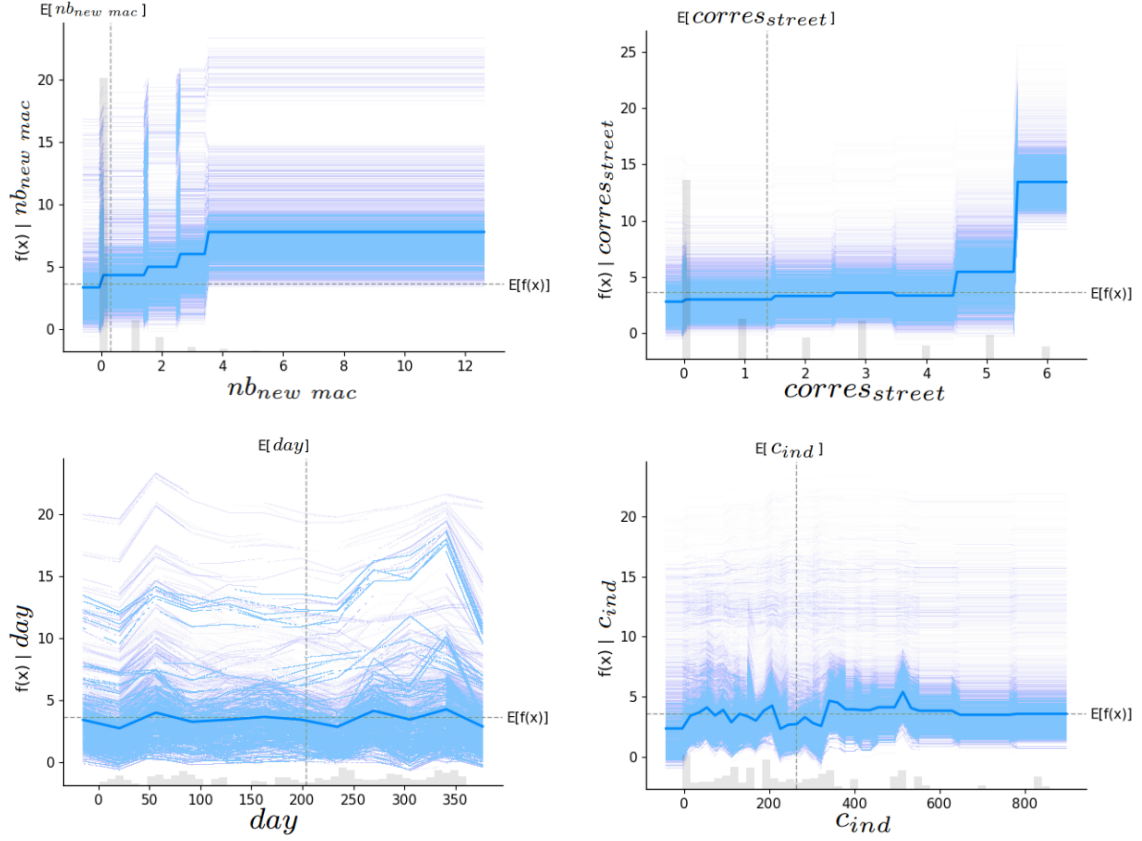 E[nb_new mac]
f(x) | nb_new mac
20
15
10
5
0
E[f(x)]
0 2 4 6 8 10 12
nb_new mac
E[corres_street]
f(x) | corres_street
25
20
15
10
5
0
E[f(x)]
0 1 2 3 4 5 6
corres_street
E[day]
f(x) | day
20
15
10
5
0
E[f(x)]
0 50 100 150 200 250 300 350
day
E[c_ind]
f(x) | c_ind
20
15
10
5
0
E[f(x)]
0 200 400 600 800
c_ind